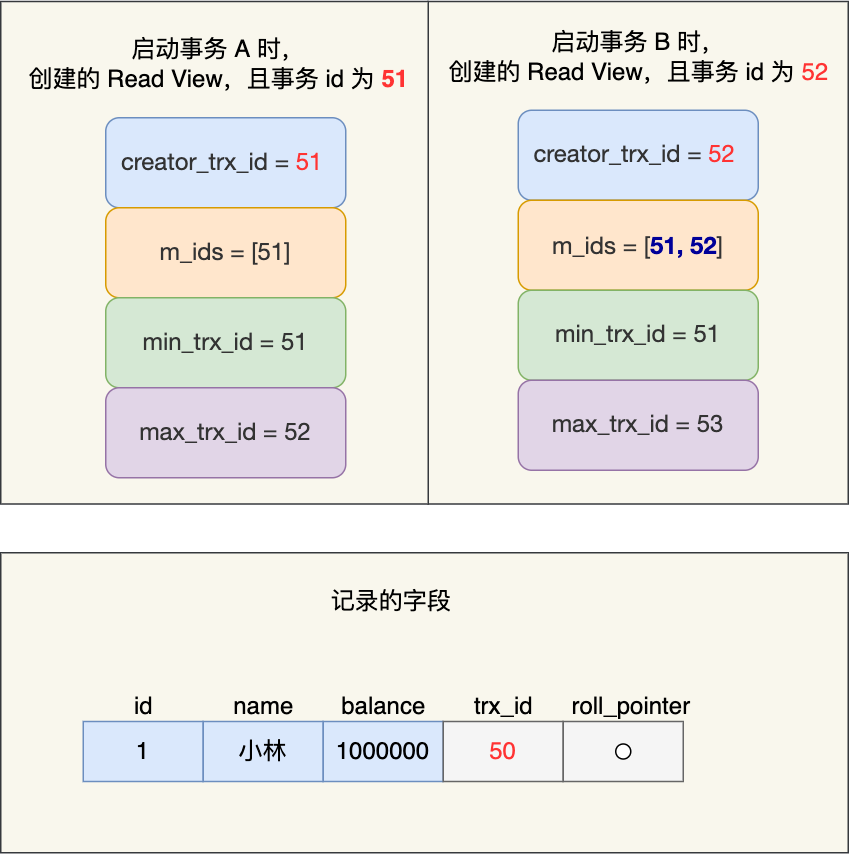 启动事务 A 时，
创建的 Read View，且事务 id 为 51
creator_trx_id = 51
m_ids = [51]
min_trx_id = 51
max_trx_id = 52
启动事务 B 时，
创建的 Read View，且事务 id 为 52
creator_trx_id = 52
m_ids = [51, 52]
min_trx_id = 51
max_trx_id = 53
记录的字段
id name balance trx_id roll_pointer
1 小林 1000000 50